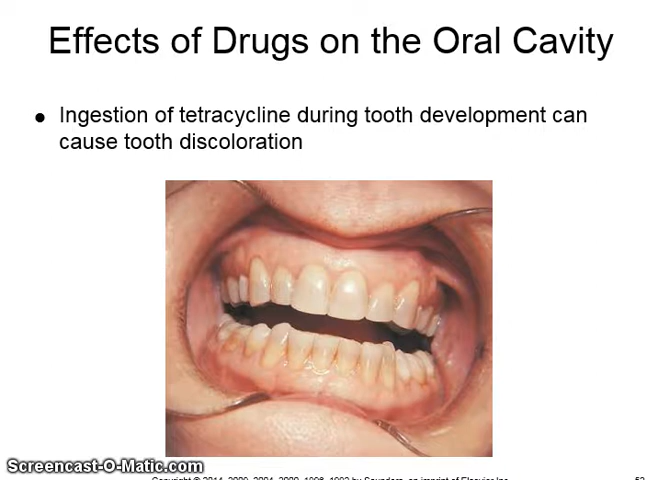 Effects of Drugs on the Oral Cavity
● Ingestion of tetracycline during tooth development can
cause tooth discoloration
Screencast-O-Matic.com